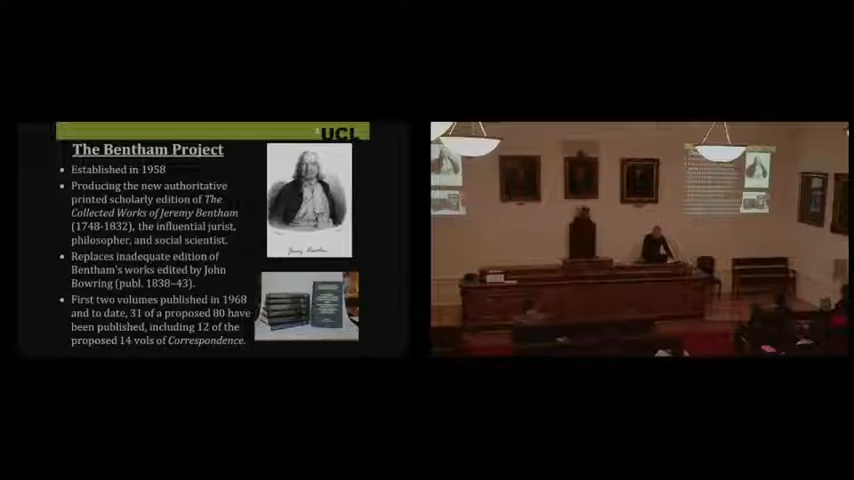 UCL
The Bentham Project
• Established in 1958
• Producing the new authoritative
printed scholarly edition of The
Collected Works of Jeremy Bentham
(1748-1832), the influential jurist,
philosopher, and social scientist.
• Replaces inadequate edition of
Bentham's works edited by John
Bowring (publ. 1838–43).
• First two volumes published in 1968
and to date, 31 of a proposed 80 have
been published, including 12 of the
proposed 14 vols of Correspondence.